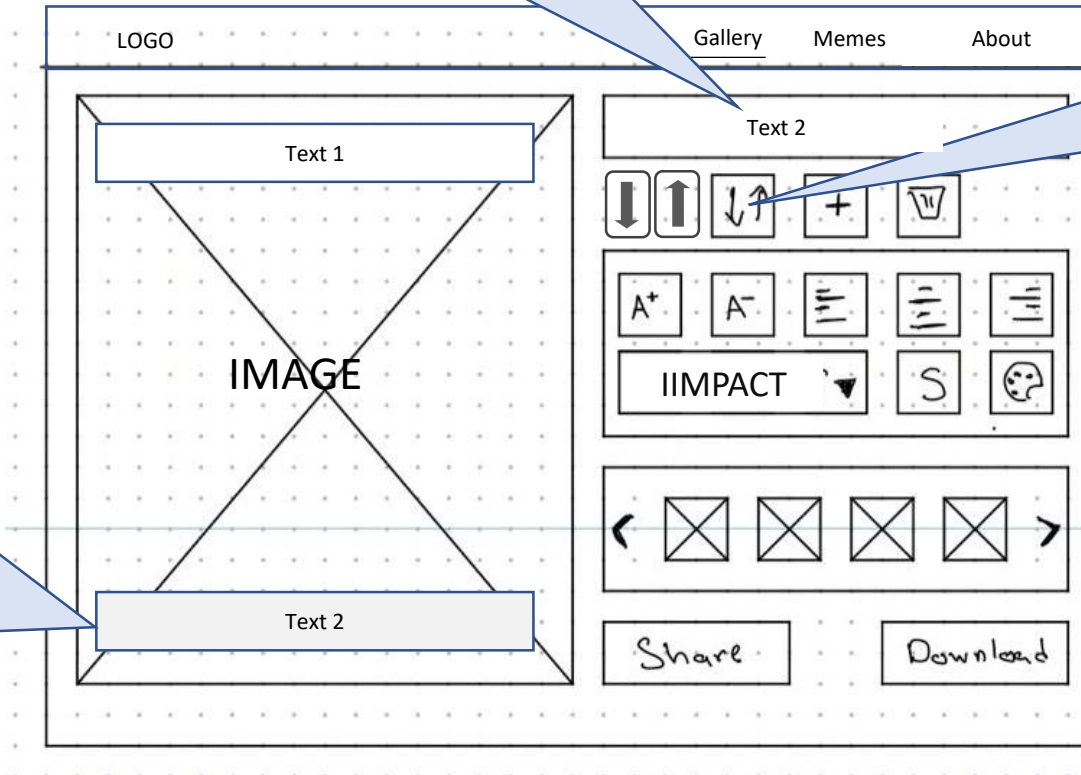 LOGO Gallery Memes About
Text 1
Text 2
+
A+ A-
IMAGE
IIMPACT S
< >
Text 2
Share Download